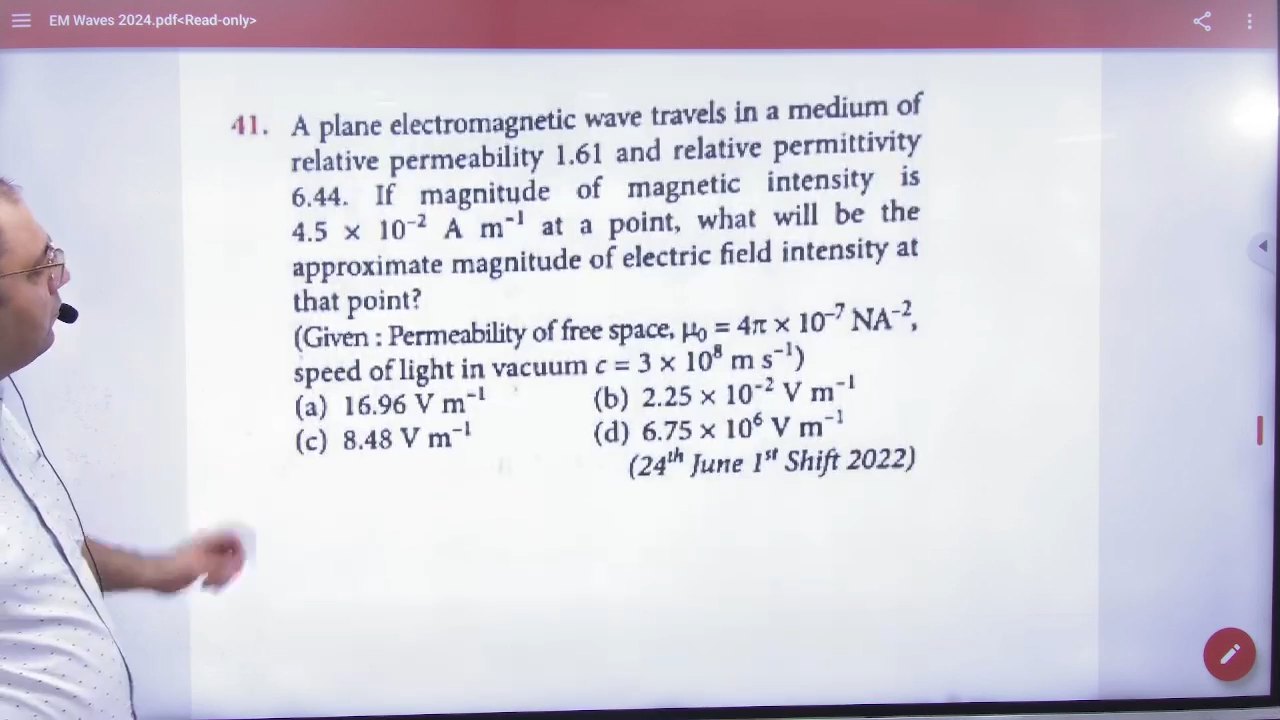 EM Waves 2024.pdf<Read-only>
41. A plane electromagnetic wave travels in a medium of
relative permeability 1.61 and relative permittivity
6.44. If magnitude of magnetic intensity is
4.5 × 10⁻² A m⁻¹ at a point, what will be the
approximate magnitude of electric field intensity at
that point?
(Given : Permeability of free space, μ₀ = 4π × 10⁻⁷ NA⁻²,
speed of light in vacuum c = 3 × 10⁸ m s⁻¹)
(a) 16.96 V m⁻¹ (b) 2.25 × 10⁻² V m⁻¹
(c) 8.48 V m⁻¹ (d) 6.75 × 10⁶ V m⁻¹
(24th June 1st Shift 2022)